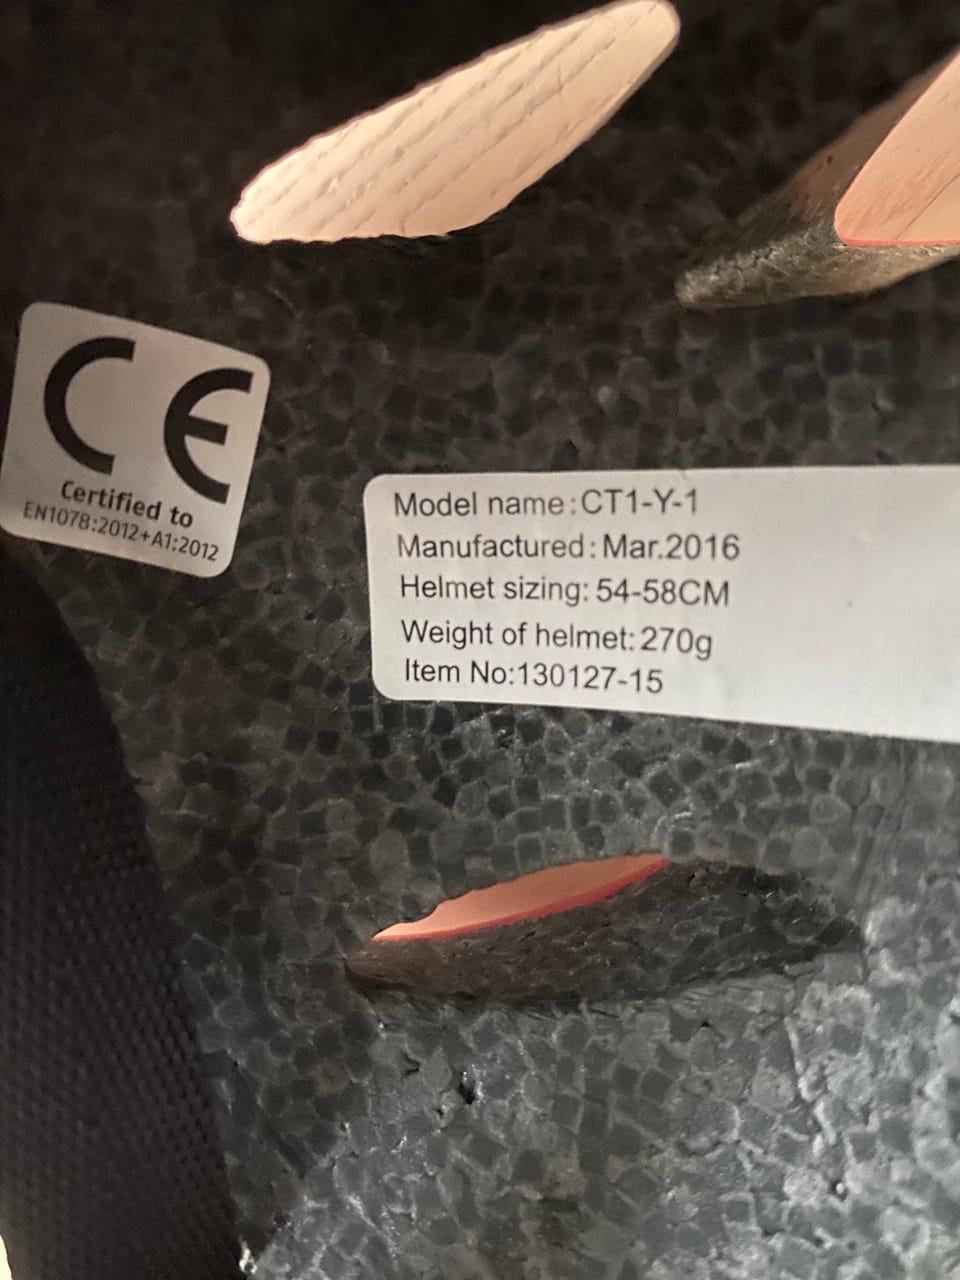 CE
Certified to
EN1078:2012+A1:2012
Model name:CT1-Y-1
Manufactured: Mar.2016
Helmet sizing: 54-58CM
Weight of helmet: 270g
Item No:130127-15